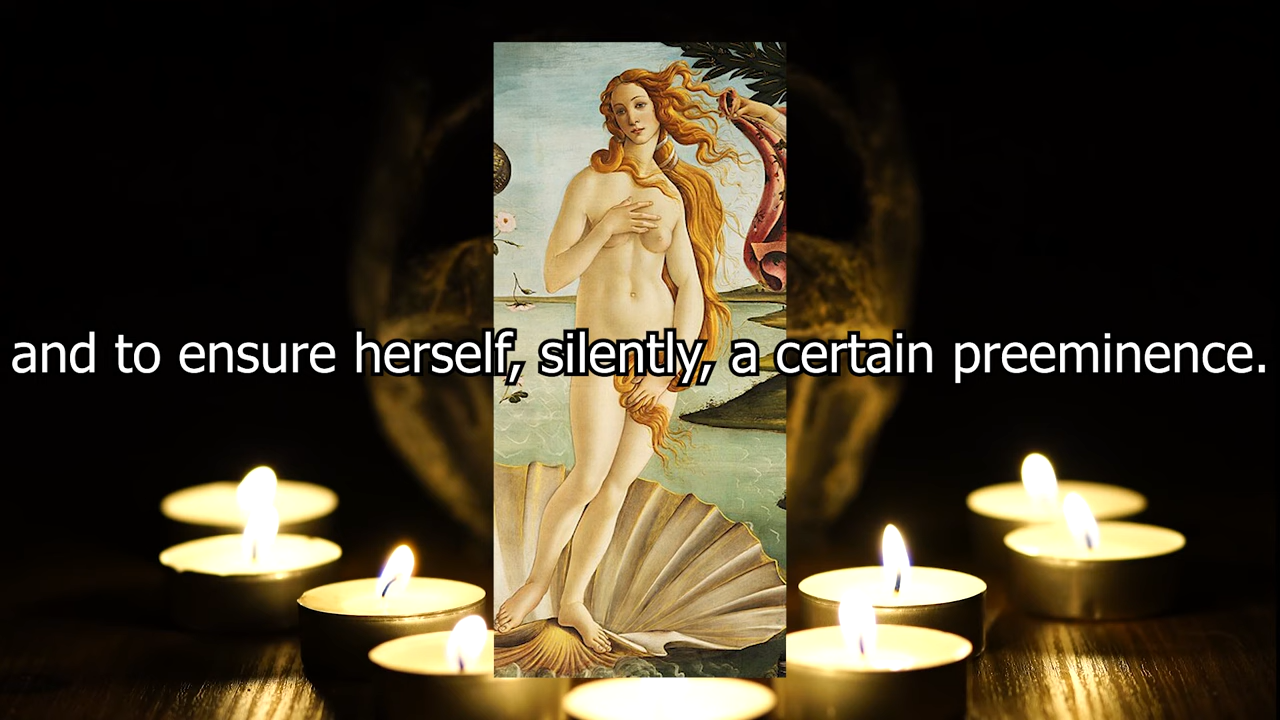 and to ensure herself, silently, a certain preeminence.